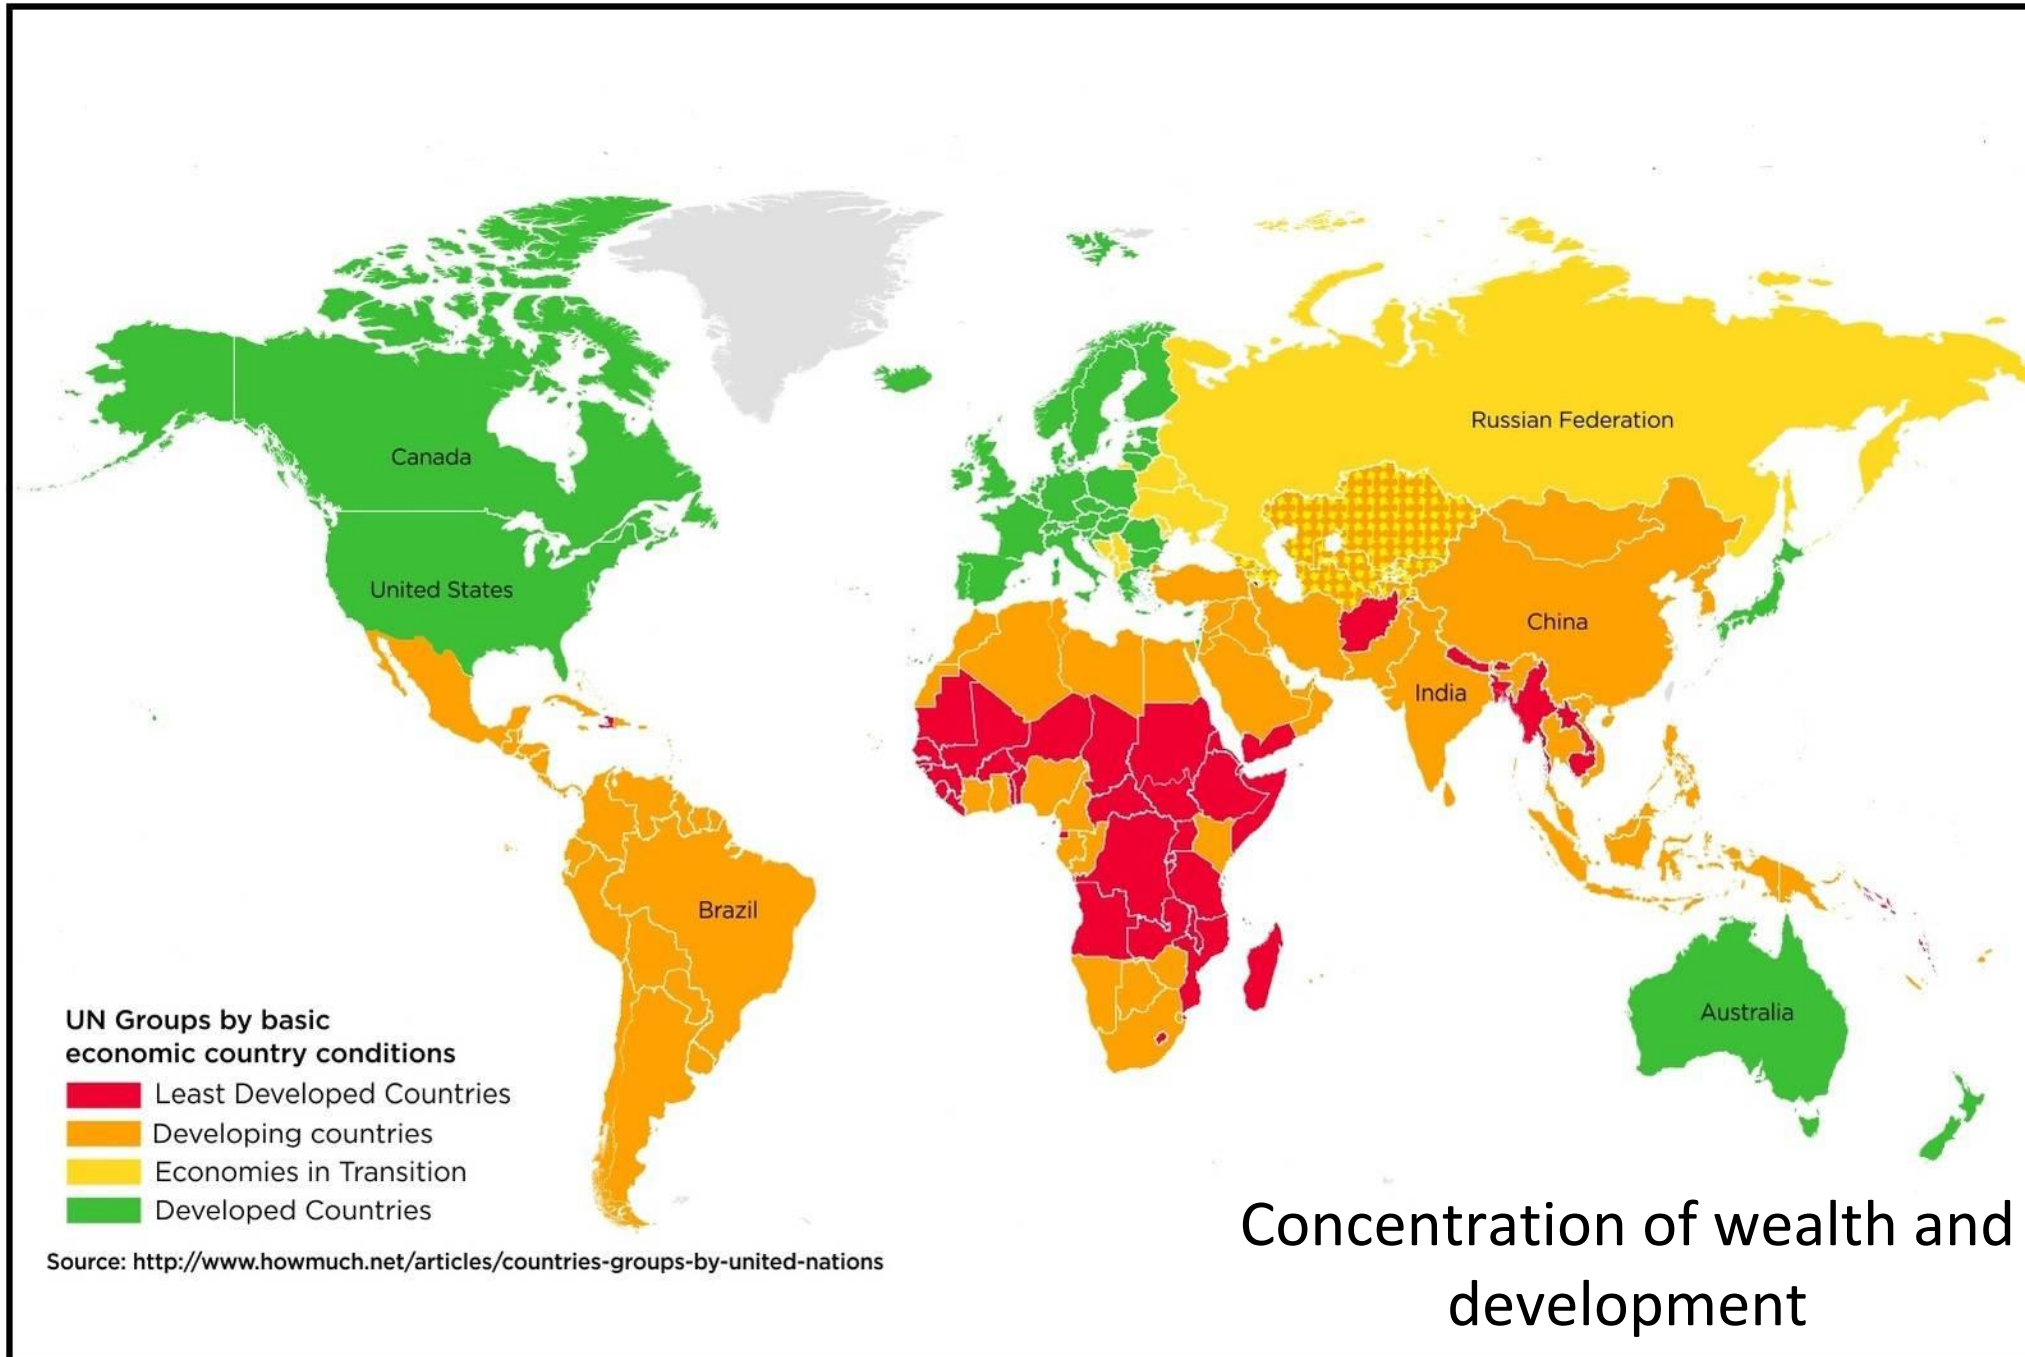 Canada
Russian Federation
United States
China
India
Brazil
Australia
UN Groups by basic
economic country conditions
Least Developed Countries
Developing countries
Economies in Transition
Developed Countries
Source: http://www.howmuch.net/articles/countries-groups-by-united-nations
Concentration of wealth and
development